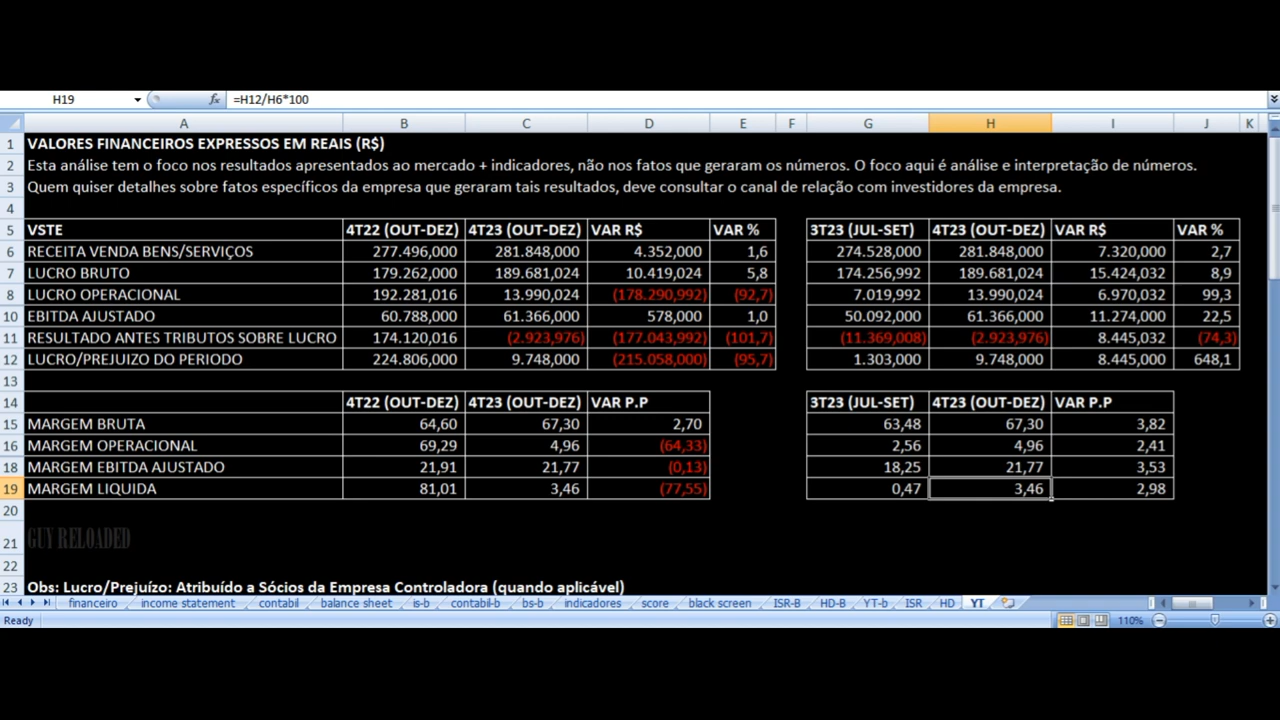 H19 fx =H12/H6*100
A B C D E F G H I J K
1 VALORES FINANCEIROS EXPRESSOS EM REAIS (R$)
2 Esta análise tem o foco nos resultados apresentados ao mercado + indicadores, não nos fatos que geraram os números. O foco aqui é análise e interpretação de números.
3 Quem quiser detalhes sobre fatos específicos da empresa que geraram tais resultados, deve consultar o canal de relação com investidores da empresa.
4
5 VSTE 4T22 (OUT-DEZ) 4T23 (OUT-DEZ) VAR R$ VAR % 3T23 (JUL-SET) 4T23 (OUT-DEZ) VAR R$ VAR %
6 RECEITA VENDA BENS/SERVIÇOS 277.496,000 281.848,000 4.352,000 1,6 274.528,000 281.848,000 7.320,000 2,7
7 LUCRO BRUTO 179.262,000 189.681,024 10.419,024 5,8 174.256,992 189.681,024 15.424,032 8,9
8 LUCRO OPERACIONAL 192.281,016 13.990,024 (178.290,992) (92,7) 7.019,992 13.990,024 6.970,032 99,3
10 EBITDA AJUSTADO 60.788,000 61.366,000 578,000 1,0 50.092,000 61.366,000 11.274,000 22,5
11 RESULTADO ANTES TRIBUTOS SOBRE LUCRO 174.120,016 (2.923,976) (177.043,992) (101,7) (11.369,008) (2.923,976) 8.445,032 (74,3)
12 LUCRO/PREJUIZO DO PERIODO 224.806,000 9.748,000 (215.058,000) (95,7) 1.303,000 9.748,000 8.445,000 648,1
13
14 4T22 (OUT-DEZ) 4T23 (OUT-DEZ) VAR P.P 3T23 (JUL-SET) 4T23 (OUT-DEZ) VAR P.P
15 MARGEM BRUTA 64,60 67,30 2,70 63,48 67,30 3,82
16 MARGEM OPERACIONAL 69,29 4,96 (64,33) 2,56 4,96 2,41
18 MARGEM EBITDA AJUSTADO 21,91 21,77 (0,13) 18,25 21,77 3,53
19 MARGEM LIQUIDA 81,01 3,46 (77,55) 0,47 3,46 2,98
20
21 GUY RELOADED
22
23 Obs: Lucro/Prejuízo: Atribuído a Sócios da Empresa Controladora (quando aplicável)
financeiro income statement contabil balance sheet is-b contabil-b bs-b indicadores score black screen ISR-B HD-B YT-b ISR HD YT
Ready 110%